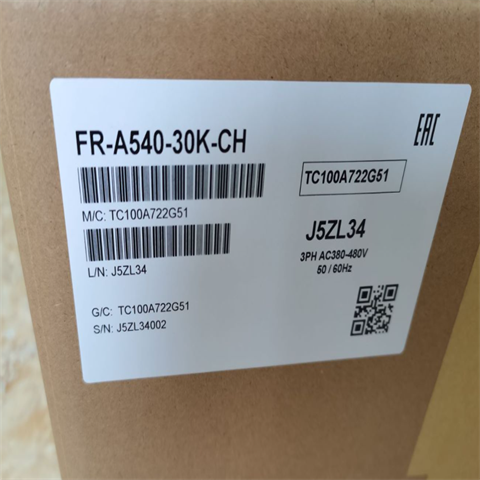 FR-A540-30K-CH
EAC
TC100A722G51
M/C: TC100A722G51
J5ZL34
3PH AC380-480V
50 / 60Hz
L/N: J5ZL34
G/C: TC100A722G51
S/N: J5ZL34002